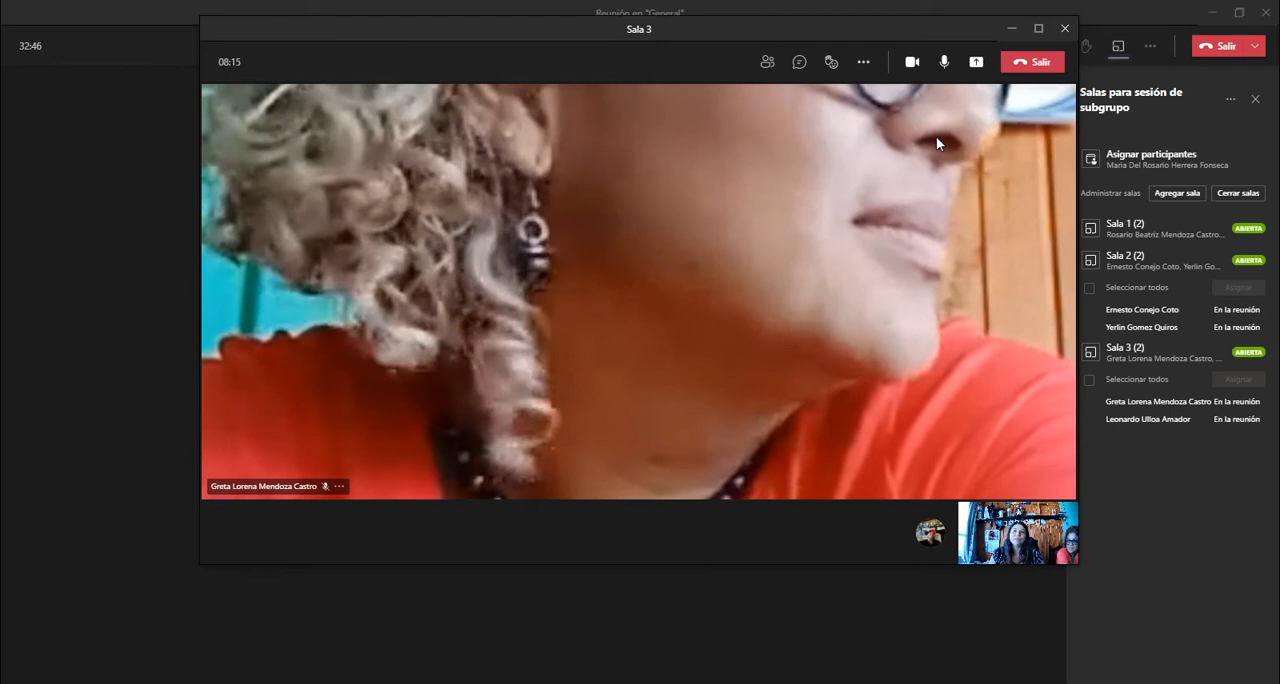 Reunión en "General"
32:46
Salir
Sala 3
08:15
Salir
Greta Lorena Mendoza Castro
Salas para sesión de
subgrupo
Asignar participantes
Maria Del Rosario Herrera Fonseca
Administrar salas
Agregar sala
Cerrar salas
Sala 1 (2)
Rosario Beatriz Mendoza Castro...
ABIERTA
Sala 2 (2)
Ernesto Conejo Coto, Yerlin Go...
ABIERTA
Seleccionar todos
Asignar
Ernesto Conejo Coto
En la reunión
Yerlin Gomez Quiros
En la reunión
Sala 3 (2)
Greta Lorena Mendoza Castro, ...
ABIERTA
Seleccionar todos
Asignar
Greta Lorena Mendoza Castro
En la reunión
Leonardo Ulloa Amador
En la reunión